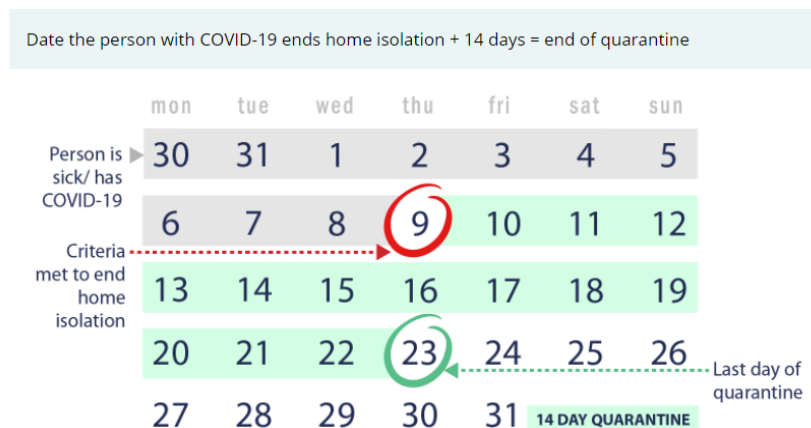 Date the person with COVID-19 ends home isolation + 14 days = end of quarantine
mon tue wed thu fri sat sun
Person is
sick/ has
COVID-19
30 31 1 2 3 4 5
6 7 8 9 10 11 12
Criteria
met to end
home
isolation
13 14 15 16 17 18 19
20 21 22 23 24 25 26
Last day of
quarantine
27 28 29 30 31 14 DAY QUARANTINE